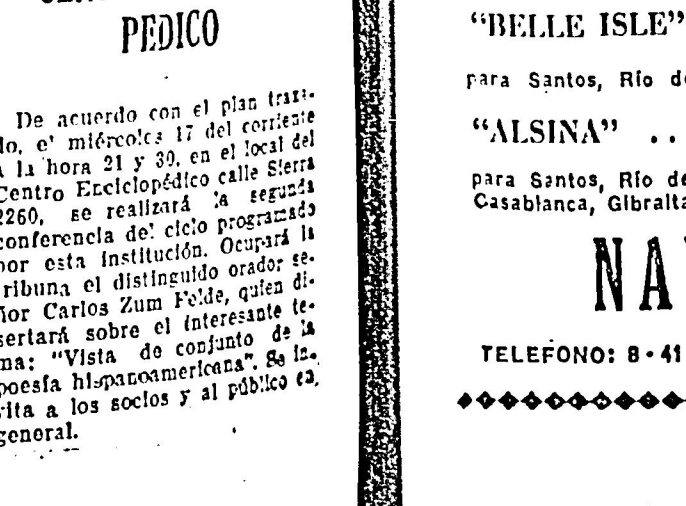 PEDICO
De acuerdo con el plan traza-
do, el miércoles 17 del corriente
a la hora 21 y 30, en el local del
Centro Enciclopédico calle Sierra
2260, se realizará la segunda
conferencia del ciclo programado
por esta institución. Ocupará la
tribuna el distinguido orador se-
ñor Carlos Zum Felde, quien di-
sertará sobre el interesante te-
ma: "Vista de conjunto de la
poesía hispanoamericana". Se in-
vita a los socios y al público en
general.
"BELLE ISLE"
para Santos, Río d
"ALSINA" ..
para Santos, Río de
Casablanca, Gibralta
NA
TELEFONO: 8-41